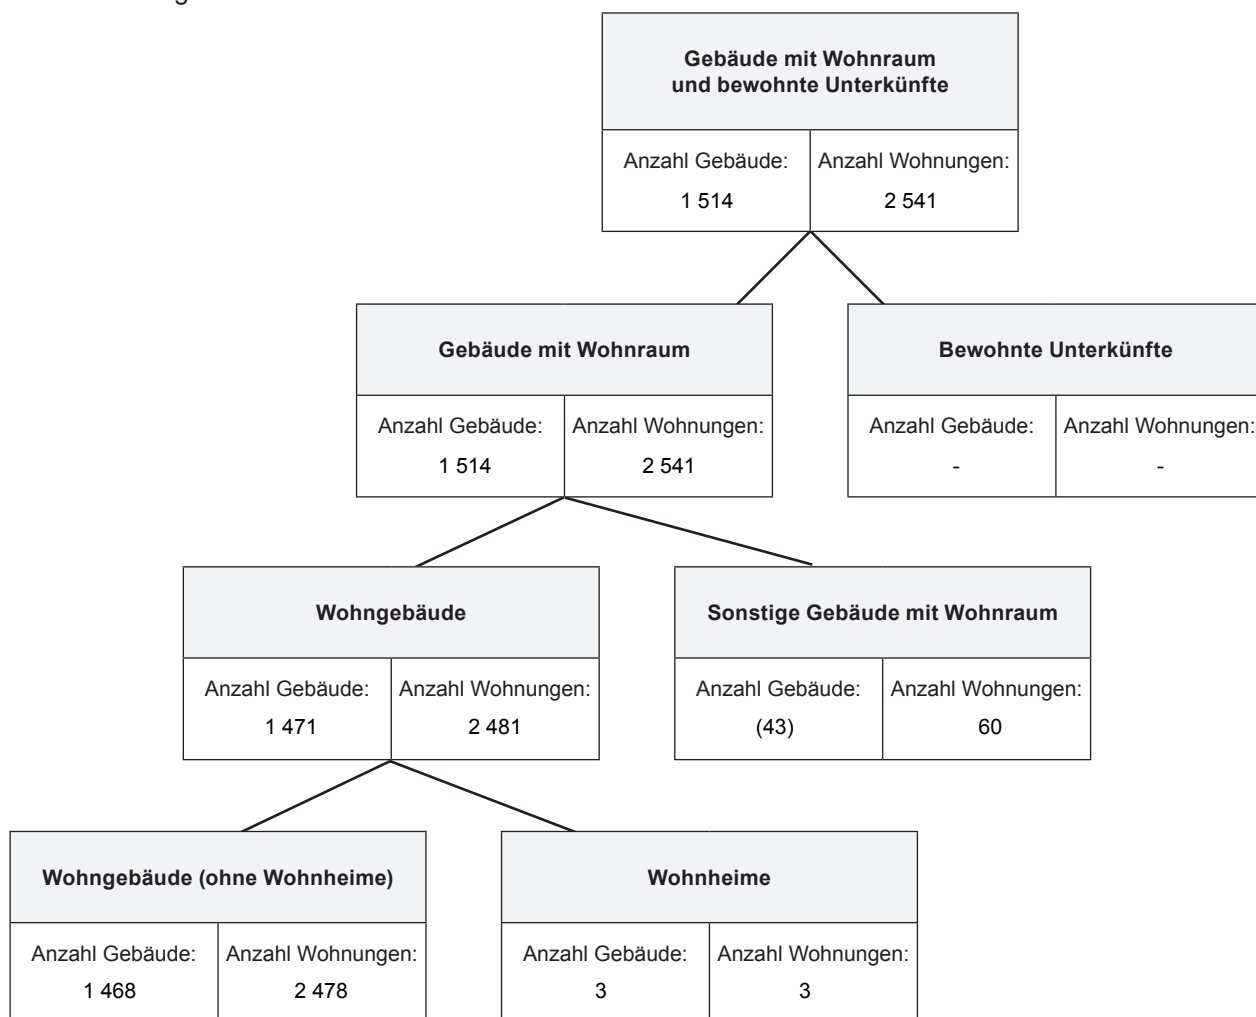 Gebäude mit Wohnraum
und bewohnte Unterkünfte
Anzahl Gebäude: Anzahl Wohnungen:
1 514 2 541
Gebäude mit Wohnraum
Anzahl Gebäude: Anzahl Wohnungen:
1 514 2 541
Bewohnte Unterkünfte
Anzahl Gebäude: Anzahl Wohnungen:
- -
Wohngebäude
Anzahl Gebäude: Anzahl Wohnungen:
1 471 2 481
Sonstige Gebäude mit Wohnraum
Anzahl Gebäude: Anzahl Wohnungen:
(43) 60
Wohngebäude (ohne Wohnheime)
Anzahl Gebäude: Anzahl Wohnungen:
1 468 2 478
Wohnheime
Anzahl Gebäude: Anzahl Wohnungen:
3 3